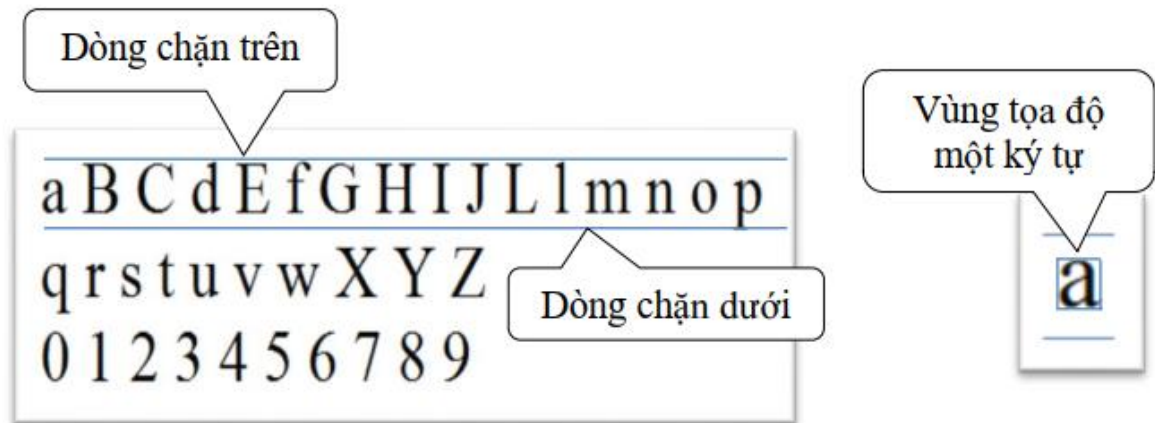 Dòng chặn trên
Vùng tọa độ
một ký tự
a B C d E f G H I J L l m n o p
q r s t u v w X Y Z
Dòng chặn dưới
0 1 2 3 4 5 6 7 8 9
a